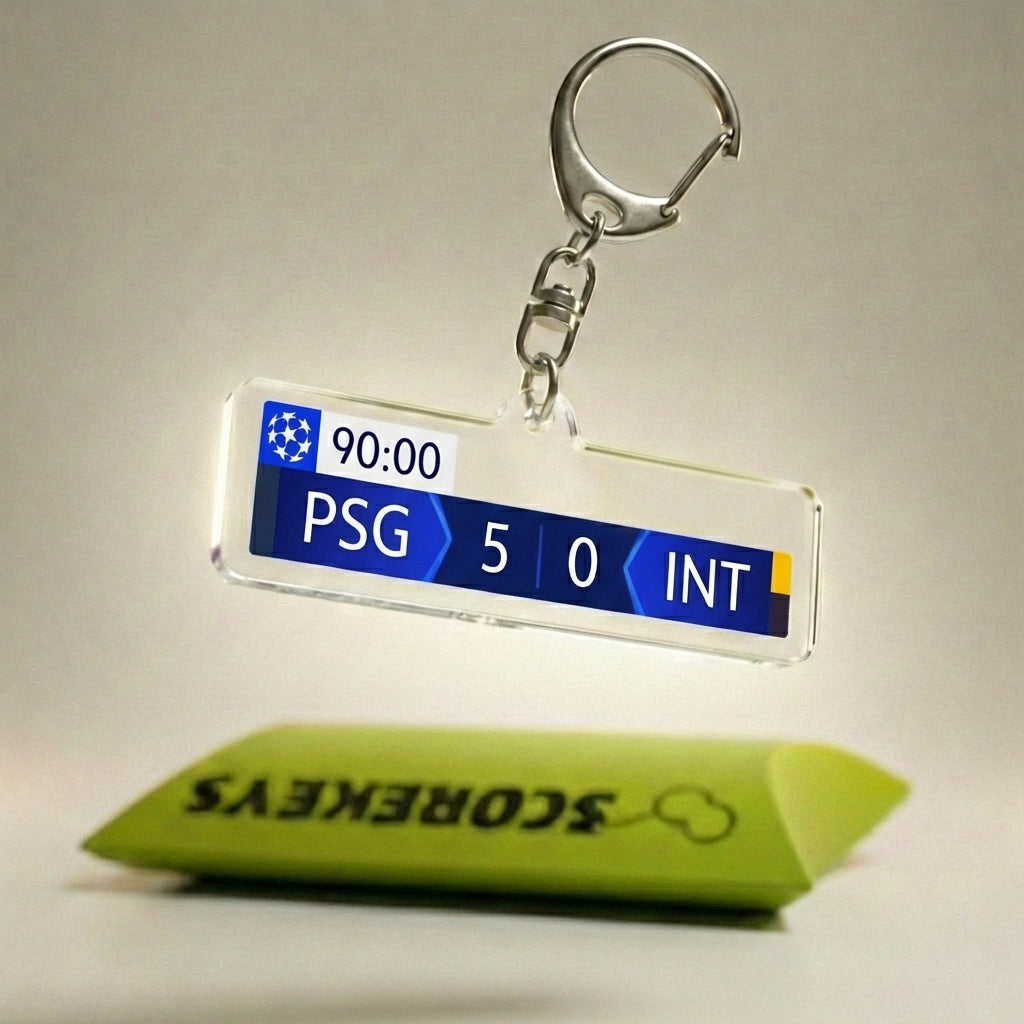 90:00
PSG 5 0 INT
SCOREKEYS